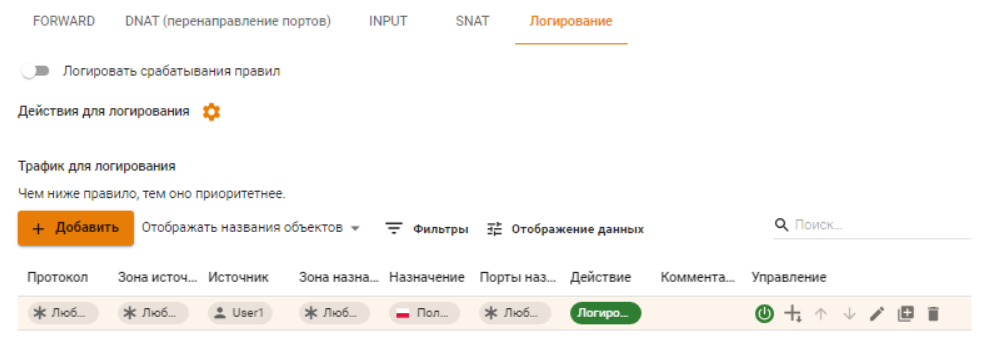 FORWARD DNAT (перенаправление портов) INPUT SNAT Логирование
Логировать срабатывания правил
Действия для логирования
Трафик для логирования
Чем ниже правило, тем оно приоритетнее.
+ Добавить Отображать названия объектов Фильтры Отображение данных Поиск...
Протокол Зона источ... Источник Зона назна... Назначение Порты наз... Действие Коммента... Управление
Люб... Люб... User1 Люб... Пол... Люб... Логиро...